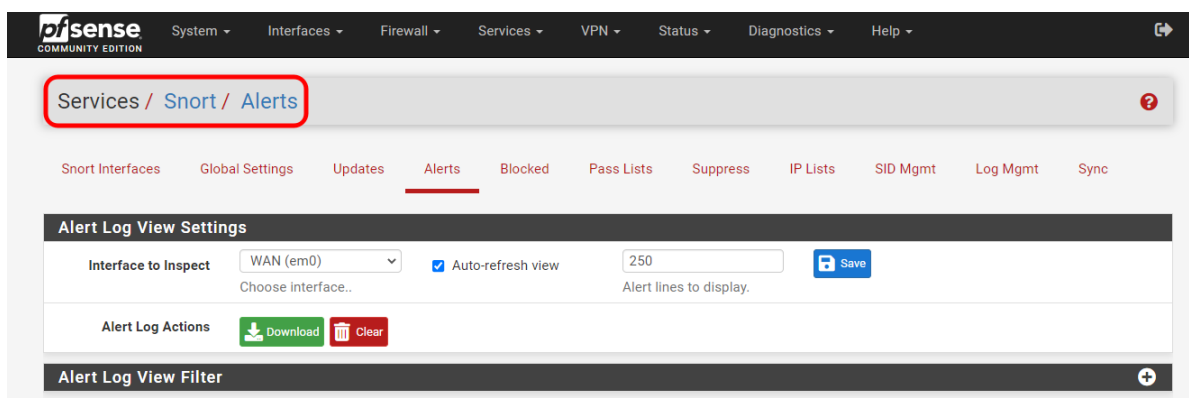 pfsense System Interfaces Firewall Services VPN Status Diagnostics Help
COMMUNITY EDITION
Services / Snort / Alerts
Snort Interfaces Global Settings Updates Alerts Blocked Pass Lists Suppress IP Lists SID Mgmt Log Mgmt Sync
Alert Log View Settings
Interface to Inspect WAN (em0) Auto-refresh view 250 Save
Choose interface.. Alert lines to display.
Alert Log Actions Download Clear
Alert Log View Filter